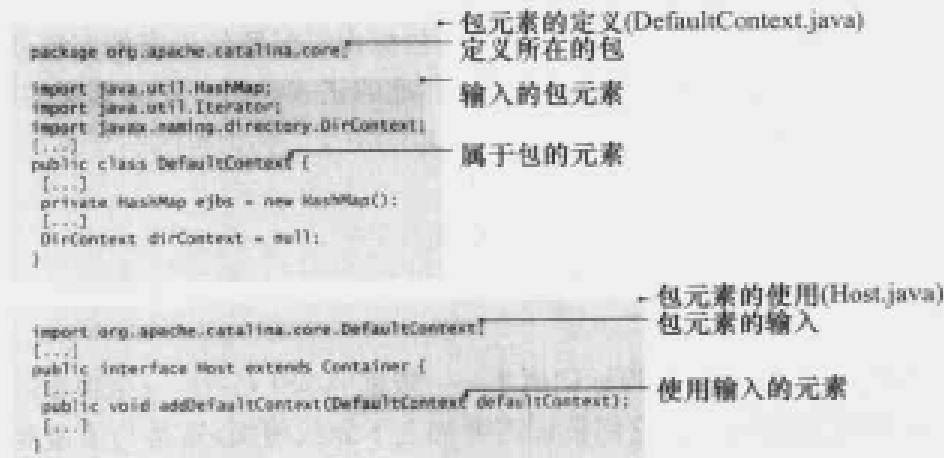 包元素的定义(DefaultContext.java)
package org.apache.catalina.core;
定义所在的包
import java.util.HashMap;
输入的包元素
import java.util.Iterator;
import javax.naming.directory.DirContext;
[...]
public class DefaultContext {
属于包的元素
[...]
private HashMap ejbs = new HashMap();
[...]
DirContext dirContext = null;
}
包元素的使用(Host.java)
import org.apache.catalina.core.DefaultContext;
包元素的输入
[...]
public interface Host extends Container {
[...]
public void addDefaultContext(DefaultContext defaultContext);
使用输入的元素
[...]
}